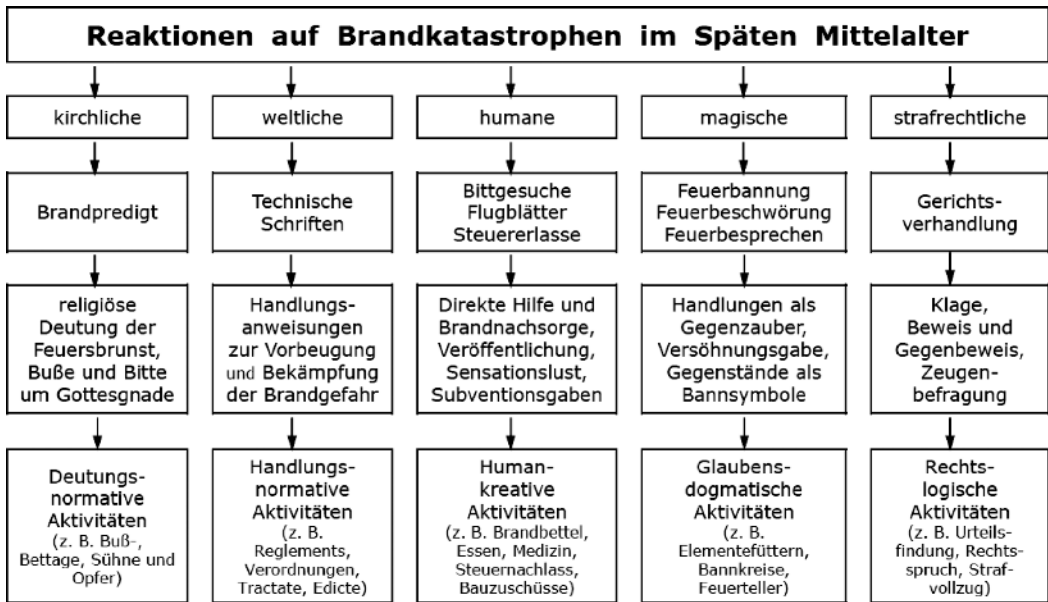 Reaktionen auf Brandkatastrophen im Späten Mittelalter
kirchliche
weltliche
humane
magische
strafrechtliche
Brandpredigt
Technische
Schriften
Bittgesuche
Flugblätter
Steuererlasse
Feuerbannung
Feuerbeschwörung
Feuerbesprechen
Gerichts-
verhandlung
religiöse
Deutung der
Feuersbrunst,
Buße und Bitte
um Gottesgnade
Handlungs-
anweisungen
zur Vorbeugung
und Bekämpfung
der Brandgefahr
Direkte Hilfe und
Brandnachsorge,
Veröffentlichung,
Sensationslust,
Subventionsgaben
Handlungen als
Gegenzauber,
Versöhnungsgabe,
Gegenstände als
Bannsymbole
Klage,
Beweis und
Gegenbeweis,
Zeugen-
befragung
Deutungs-
normative
Aktivitäten
(z. B. Buß-,
Bettage, Sühne und
Opfer)
Handlungs-
normative
Aktivitäten
(z. B.
Reglements,
Verordnungen,
Tractate, Edicte)
Human-
kreative
Aktivitäten
(z. B. Brandbettel,
Essen, Medizin,
Steuernachlass,
Bauzuschüsse)
Glaubens-
dogmatische
Aktivitäten
(z. B.
Elementefüttern,
Bannkreise,
Feuerteller)
Rechts-
logische
Aktivitäten
(z. B. Urteils-
findung, Rechts-
spruch, Straf-
vollzug)